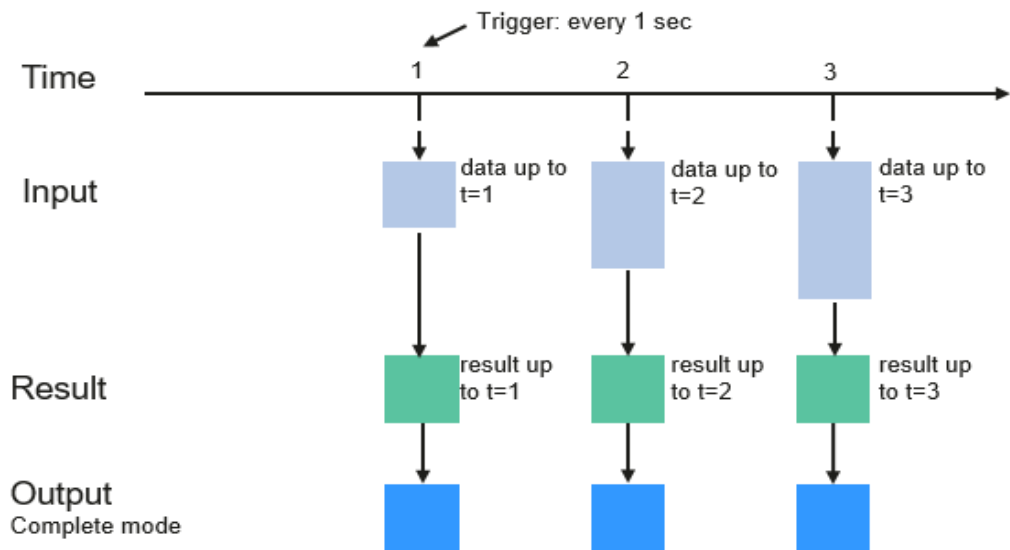 Trigger: every 1 sec
Time
1
2
3
Input
data up to
t=1
data up to
t=2
data up to
t=3
Result
result up
to t=1
result up
to t=2
result up
to t=3
Output
Complete mode